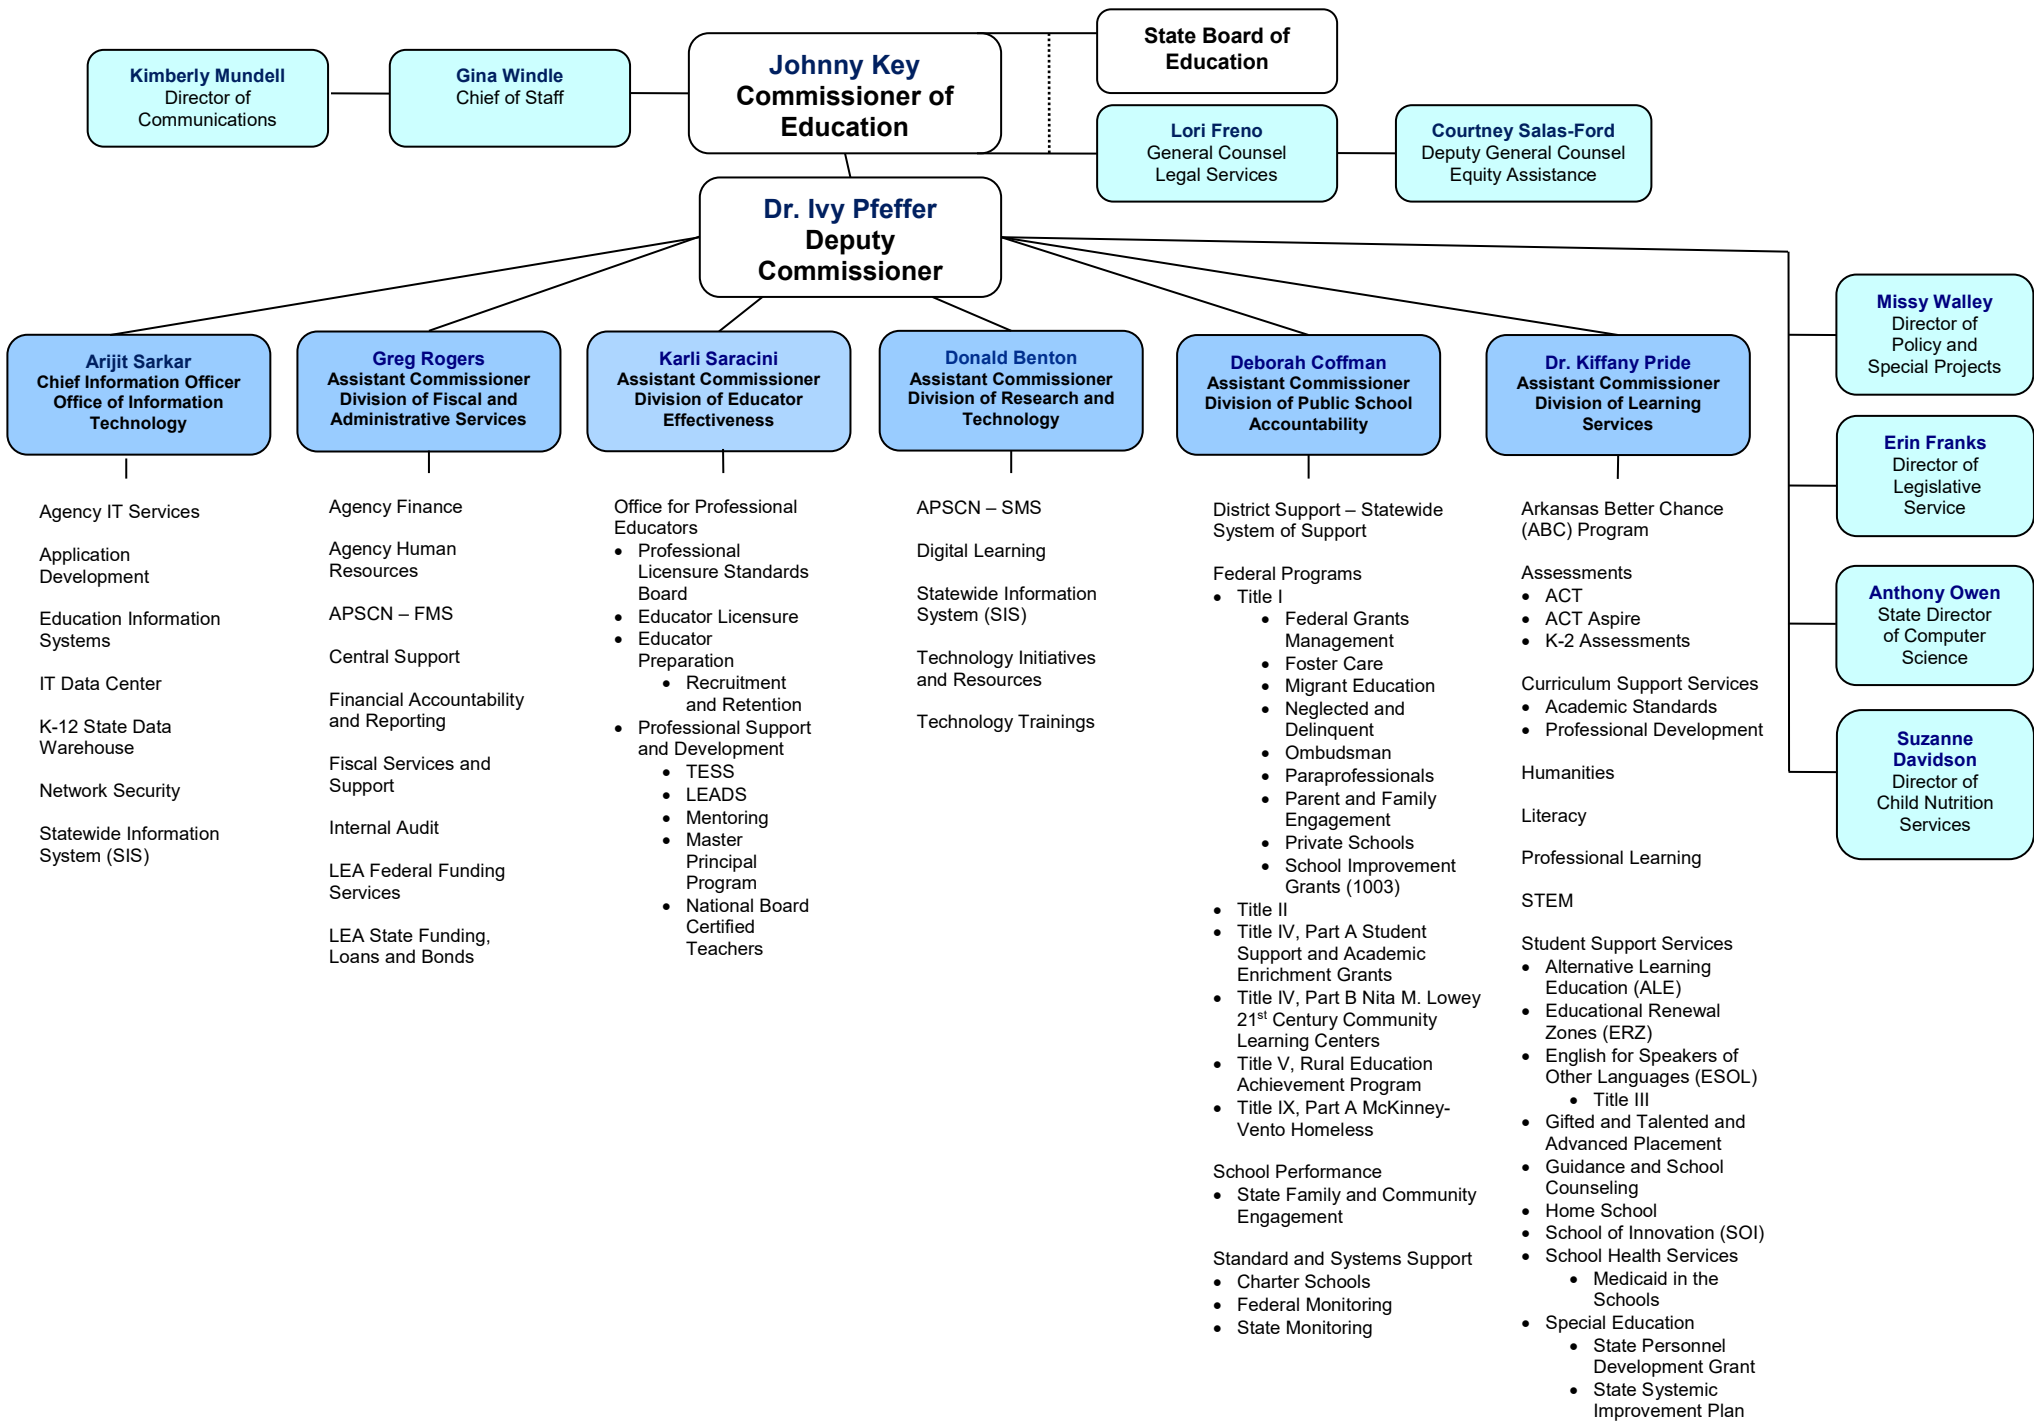 Kimberly Mundell
Director of
Communications
Gina Windle
Chief of Staff
Johnny Key
Commissioner of
Education
State Board of
Education
Lori Freno
General Counsel
Legal Services
Courtney Salas-Ford
Deputy General Counsel
Equity Assistance
Dr. Ivy Pfeffer
Deputy
Commissioner
Arijit Sarkar
Chief Information Officer
Office of Information
Technology
Agency IT Services
Application
Development
Education Information
Systems
IT Data Center
K-12 State Data
Warehouse
Network Security
Statewide Information
System (SIS)
Greg Rogers
Assistant Commissioner
Division of Fiscal and
Administrative Services
Agency Finance
Agency Human
Resources
APSCN – FMS
Central Support
Financial Accountability
and Reporting
Fiscal Services and
Support
Internal Audit
LEA Federal Funding
Services
LEA State Funding,
Loans and Bonds
Karli Saracini
Assistant Commissioner
Division of Educator
Effectiveness
Office for Professional
Educators
• Professional
Licensure Standards
Board
• Educator Licensure
• Educator
Preparation
• Recruitment
and Retention
• Professional Support
and Development
• TESS
• LEADS
• Mentoring
• Master
Principal
Program
• National Board
Certified
Teachers
Donald Benton
Assistant Commissioner
Division of Research and
Technology
APSCN – SMS
Digital Learning
Statewide Information
System (SIS)
Technology Initiatives
and Resources
Technology Trainings
Deborah Coffman
Assistant Commissioner
Division of Public School
Accountability
District Support – Statewide
System of Support
Federal Programs
• Title I
• Federal Grants
Management
• Foster Care
• Migrant Education
• Neglected and
Delinquent
• Ombudsman
• Paraprofessionals
• Parent and Family
Engagement
• Private Schools
• School Improvement
Grants (1003)
• Title II
• Title IV, Part A Student
Support and Academic
Enrichment Grants
• Title IV, Part B Nita M. Lowey
21st Century Community
Learning Centers
• Title V, Rural Education
Achievement Program
• Title IX, Part A McKinney-
Vento Homeless
School Performance
• State Family and Community
Engagement
Standard and Systems Support
• Charter Schools
• Federal Monitoring
• State Monitoring
Dr. Kiffany Pride
Assistant Commissioner
Division of Learning
Services
Arkansas Better Chance
(ABC) Program
Assessments
• ACT
• ACT Aspire
• K-2 Assessments
Curriculum Support Services
• Academic Standards
• Professional Development
Humanities
Literacy
Professional Learning
STEM
Student Support Services
• Alternative Learning
Education (ALE)
• Educational Renewal
Zones (ERZ)
• English for Speakers of
Other Languages (ESOL)
• Title III
• Gifted and Talented and
Advanced Placement
• Guidance and School
Counseling
• Home School
• School of Innovation (SOI)
• School Health Services
• Medicaid in the
Schools
• Special Education
• State Personnel
Development Grant
• State Systemic
Improvement Plan
Missy Walley
Director of
Policy and
Special Projects
Erin Franks
Director of
Legislative
Service
Anthony Owen
State Director
of Computer
Science
Suzanne
Davidson
Director of
Child Nutrition
Services